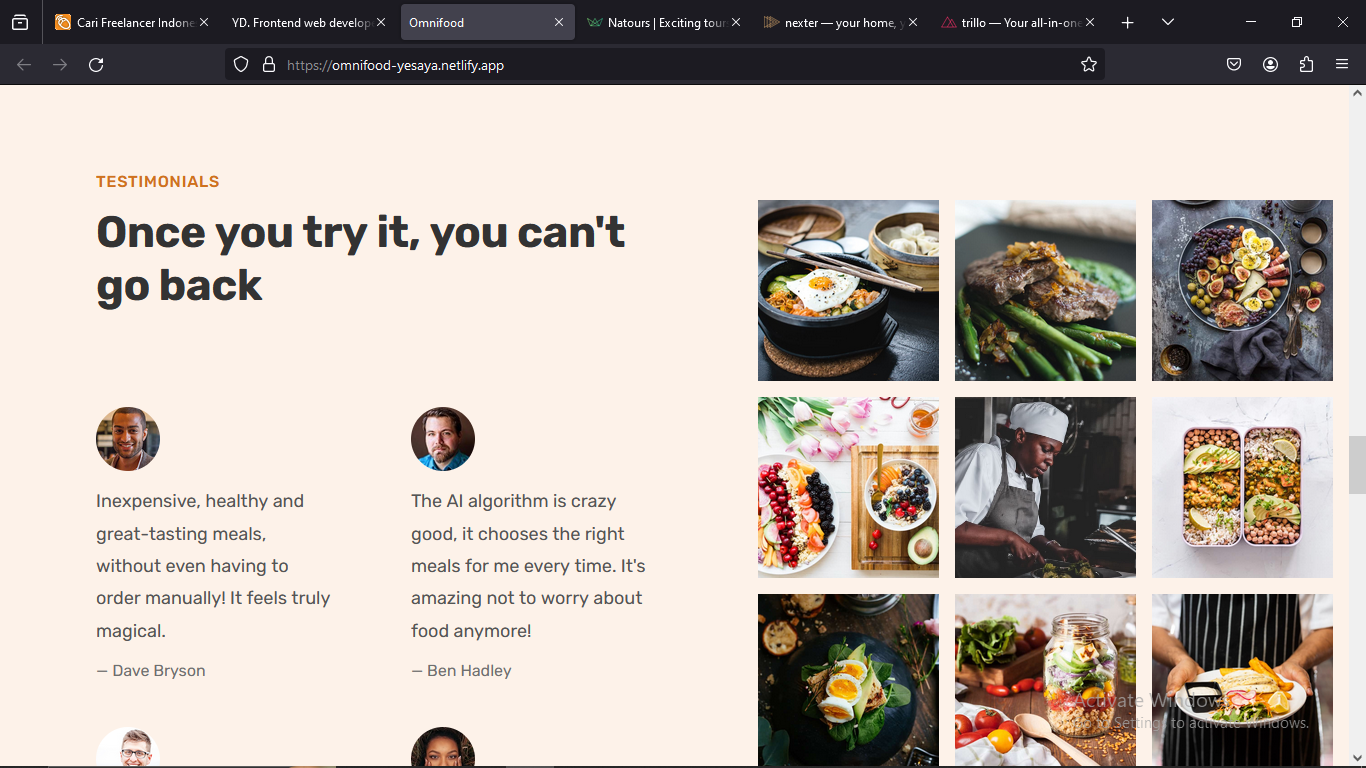 Cari Freelancer Indone
YD. Frontend web develop
Omnifood
Natours | Exciting tour
nexter — your home, y
trillo — Your all-in-one
https://omnifood-yesaya.netlify.app
TESTIMONIALS
Once you try it, you can't
go back
Inexpensive, healthy and
great-tasting meals,
without even having to
order manually! It feels truly
magical.
— Dave Bryson
The AI algorithm is crazy
good, it chooses the right
meals for me every time. It's
amazing not to worry about
food anymore!
— Ben Hadley
Activate Windows
Go to Settings to activate Windows.